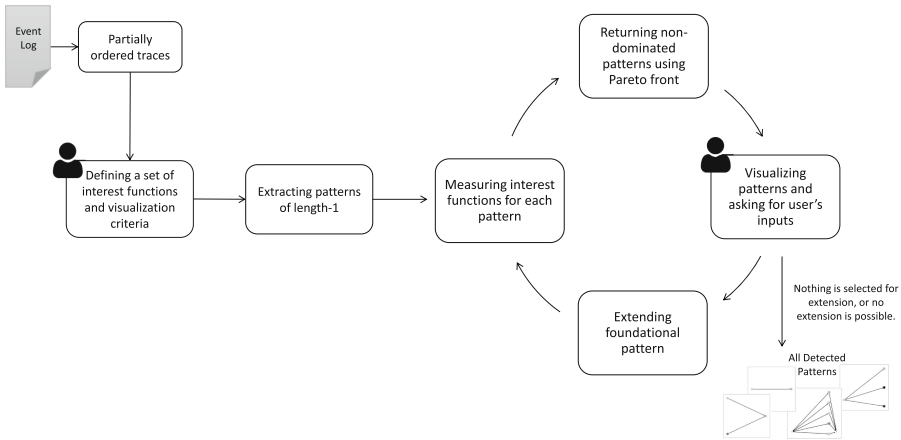 Event
Log
Partially
ordered traces
Defining a set of
interest functions
and visualization
criteria
Extracting patterns
of length-1
Measuring interest
functions for each
pattern
Returning non-
dominated
patterns using
Pareto front
Visualizing
patterns and
asking for user's
inputs
Extending
foundational
pattern
Nothing is selected for
extension, or no
extension is possible.
All Detected
Patterns